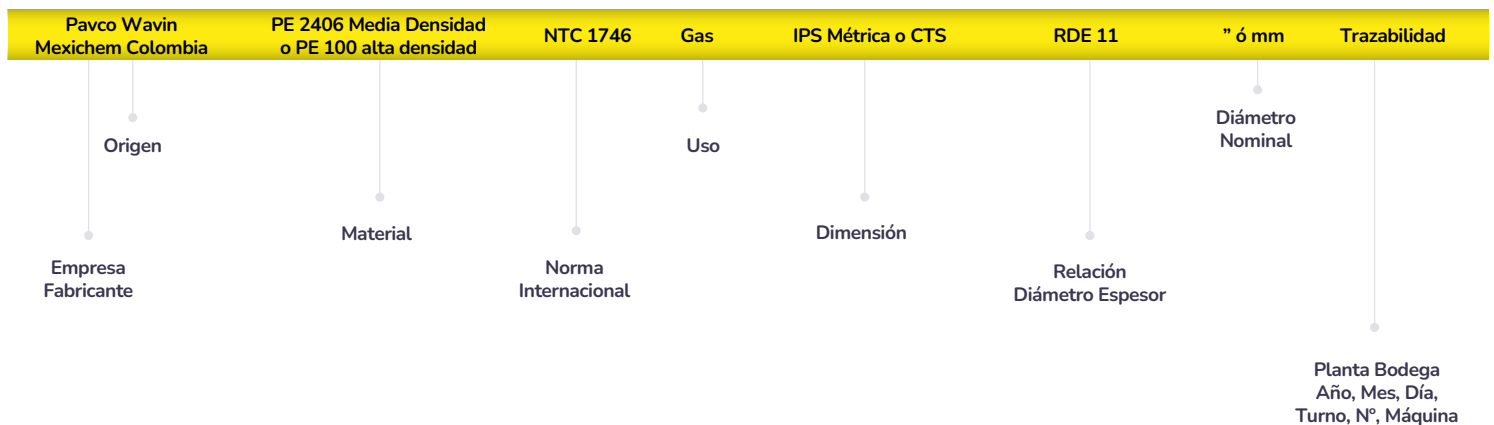 Pavco Wavin
Mexichem Colombia
PE 2406 Media Densidad
o PE 100 alta densidad
NTC 1746
Gas
IPS Métrica o CTS
RDE 11
” ó mm
Trazabilidad
Origen
Empresa
Fabricante
Material
Norma
Internacional
Uso
Dimensión
Relación
Diámetro Espesor
Diámetro
Nominal
Planta Bodega
Año, Mes, Día,
Turno, Nº, Máquina